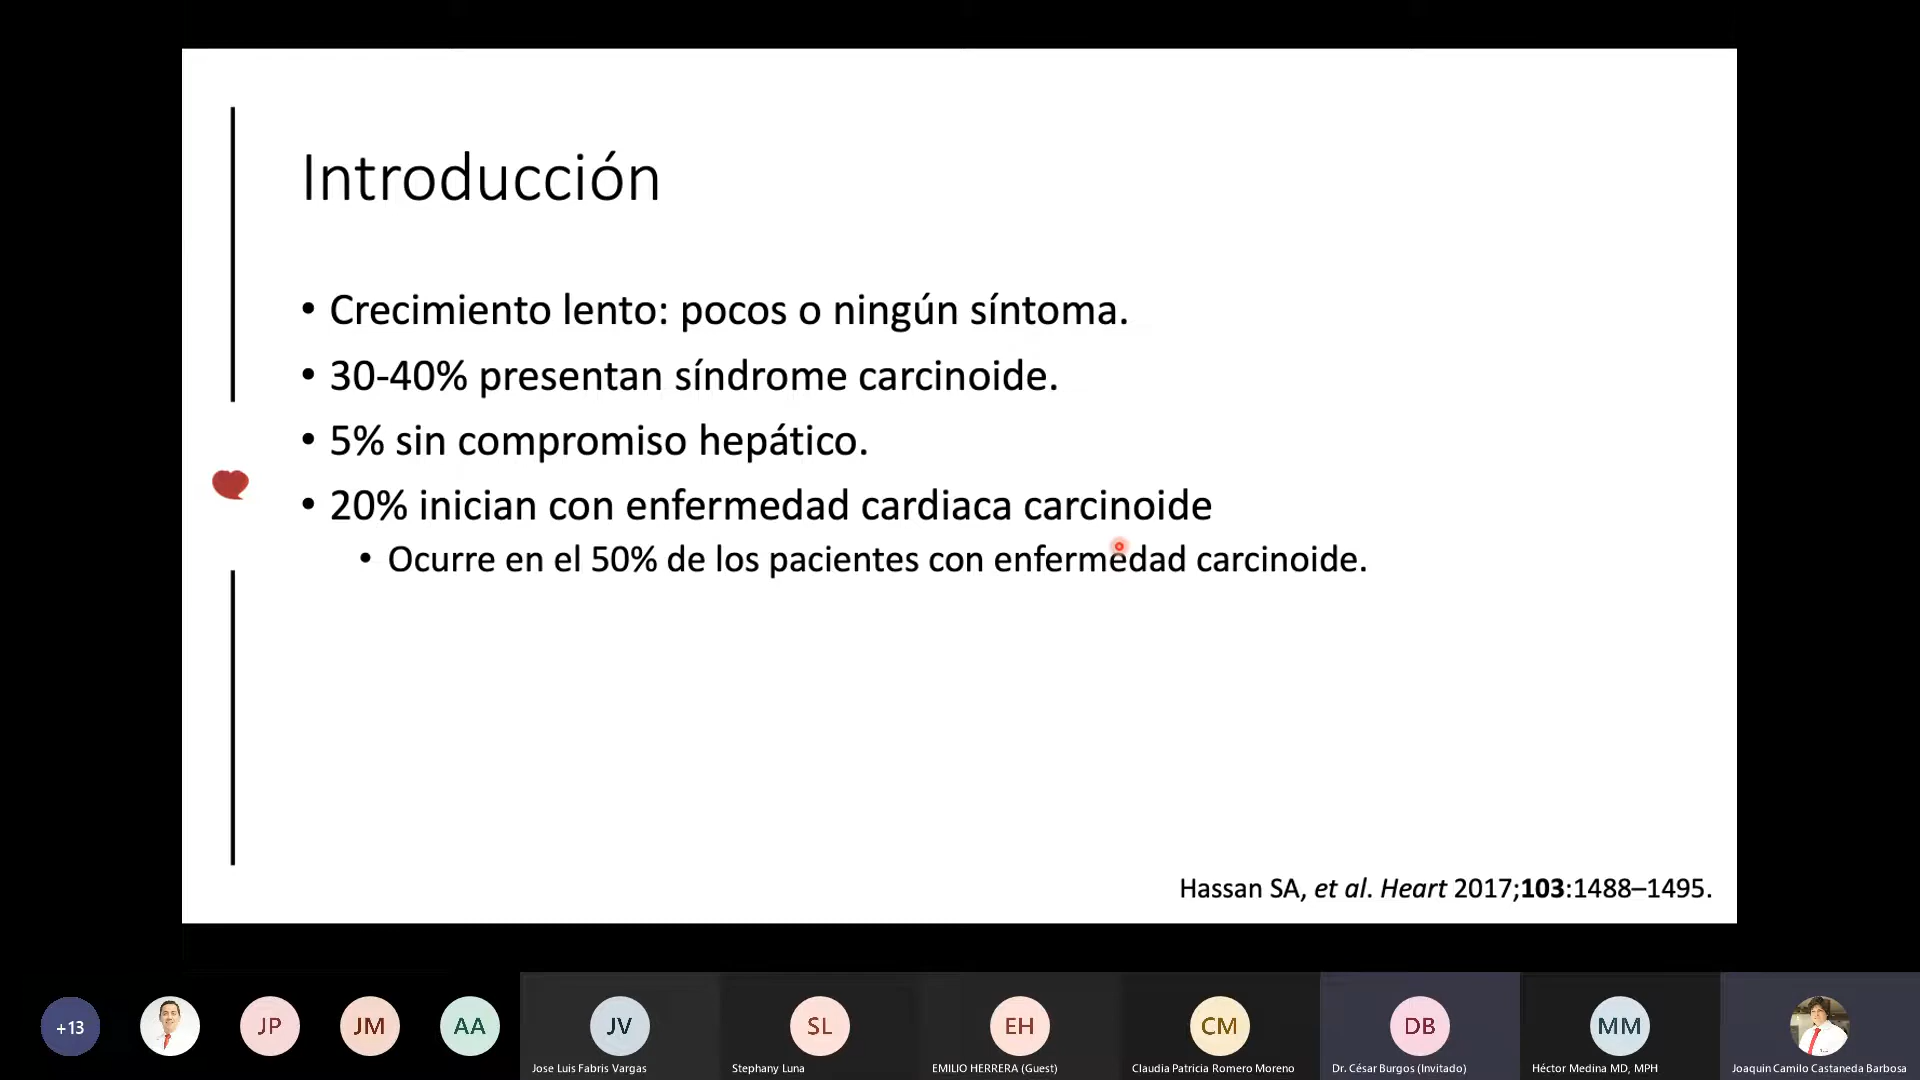 Introducción
• Crecimiento lento: pocos o ningún síntoma.
• 30-40% presentan síndrome carcinoide.
• 5% sin compromiso hepático.
• 20% inician con enfermedad cardiaca carcinoide
• Ocurre en el 50% de los pacientes con enfermedad carcinoide.
Hassan SA, et al. Heart 2017;103:1488–1495.
+13
JP
JM
AA
JV
SL
EH
CM
DB
MM
Jose Luis Fabris Vargas
Stephany Luna
EMILIO HERRERA (Guest)
Claudia Patricia Romero Moreno
Dr. César Burgos (Invitado)
Héctor Medina MD, MPH
Joaquin Camilo Castaneda Barbosa